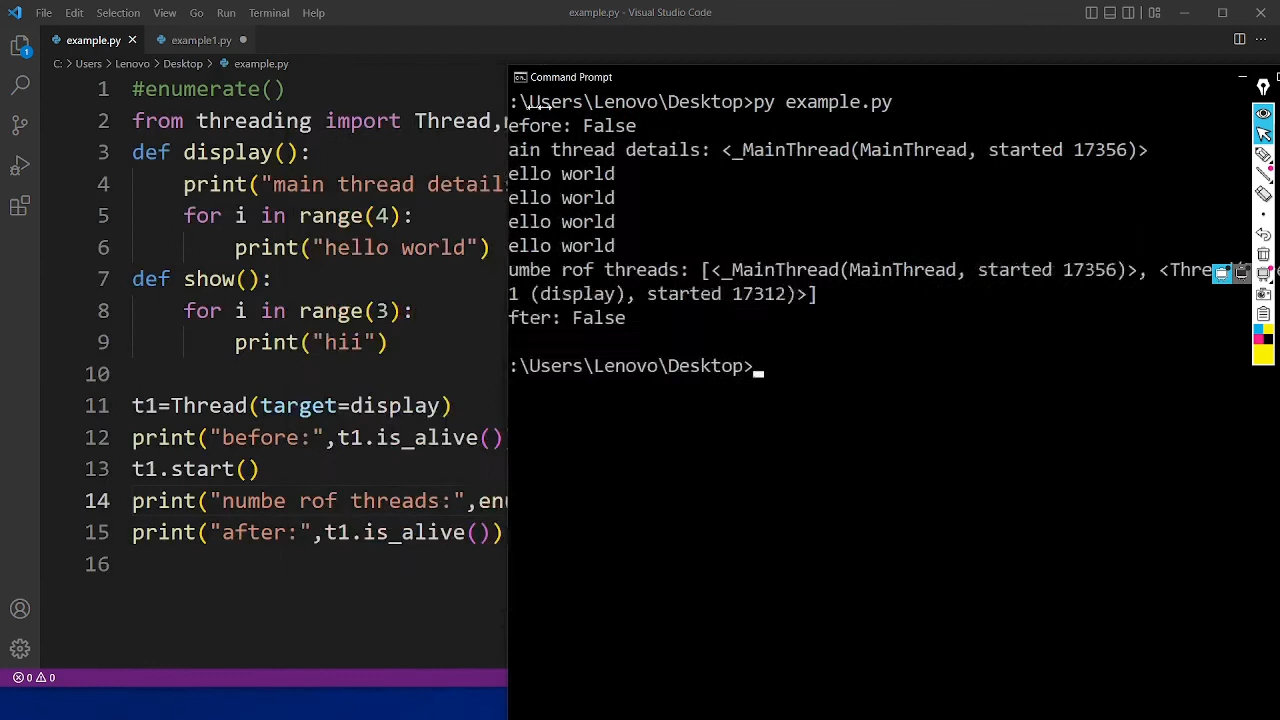 File Edit Selection View Go Run Terminal Help
example.py - Visual Studio Code
example.py
example1.py
C: > Users > Lenovo > Desktop > example.py
1 #enumerate()
2 from threading import Thread,
3 def display():
4 print("main thread details
5 for i in range(4):
6 print("hello world")
7 def show():
8 for i in range(3):
9 print("hii")
10
11 t1=Thread(target=display)
12 print("before:",t1.is_alive()
13 t1.start()
14 print("numbe rof threads:",enu
15 print("after:",t1.is_alive())
16
0 0
1
Command Prompt
:\Users\Lenovo\Desktop>py example.py
efore: False
ain thread details: <_MainThread(MainThread, started 17356)>
ello world
ello world
ello world
ello world
umbe rof threads: [<_MainThread(MainThread, started 17356)>, <Thre
1 (display), started 17312)>]
fter: False
:\Users\Lenovo\Desktop>